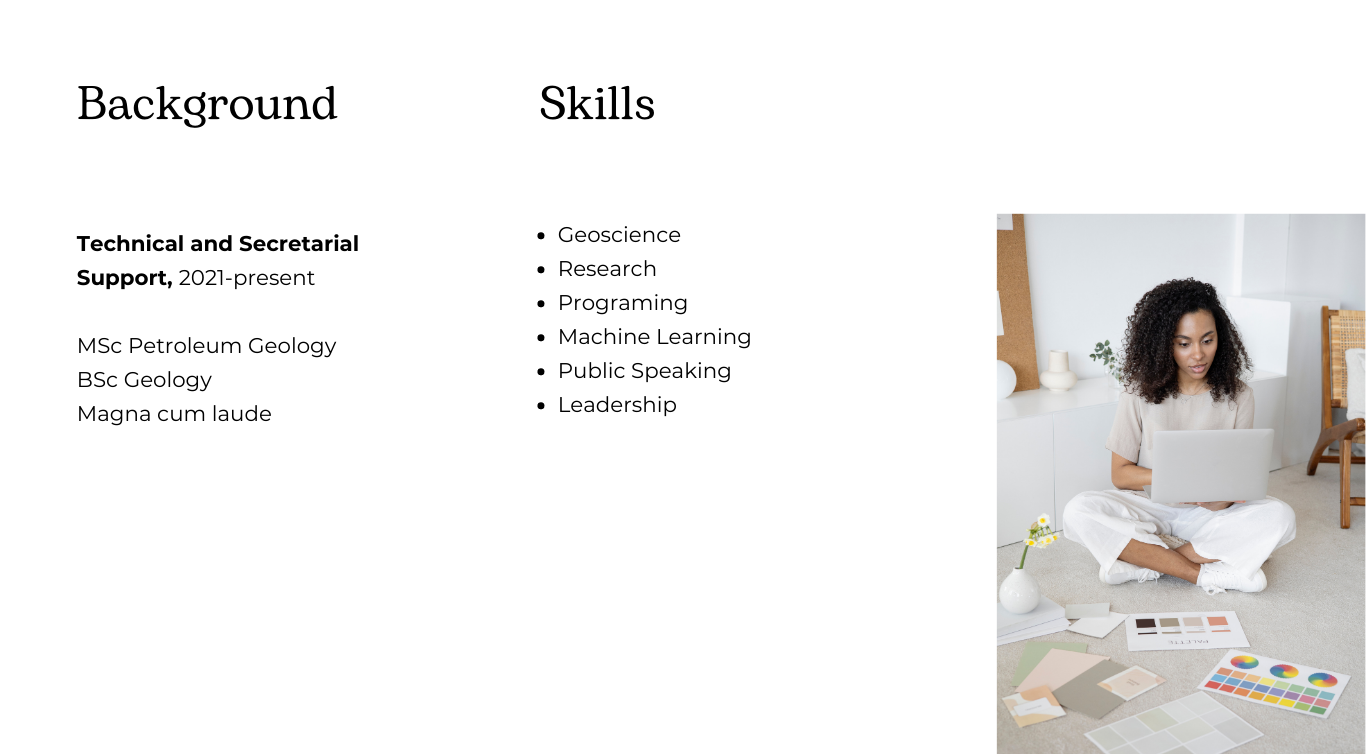 Background
Technical and Secretarial
Support, 2021-present
MSc Petroleum Geology
BSc Geology
Magna cum laude
Skills
Geoscience
Research
Programing
Machine Learning
Public Speaking
Leadership
PALETTE